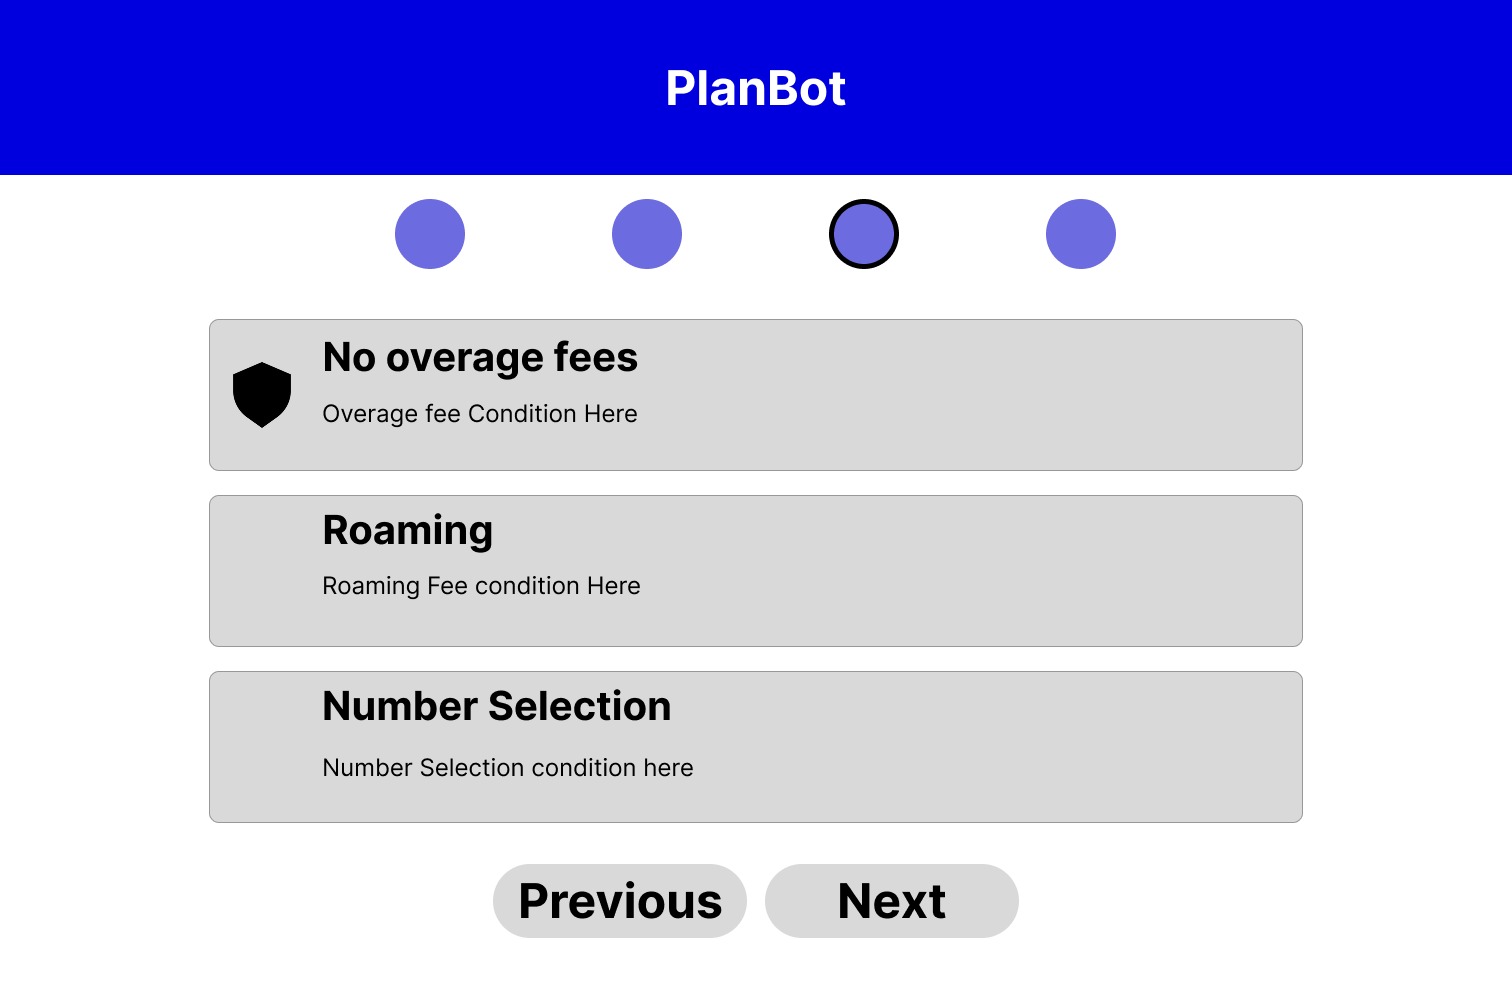 PlanBot
No overage fees
Overage fee Condition Here
Roaming
Roaming Fee condition Here
Number Selection
Number Selection condition here
Previous
Next